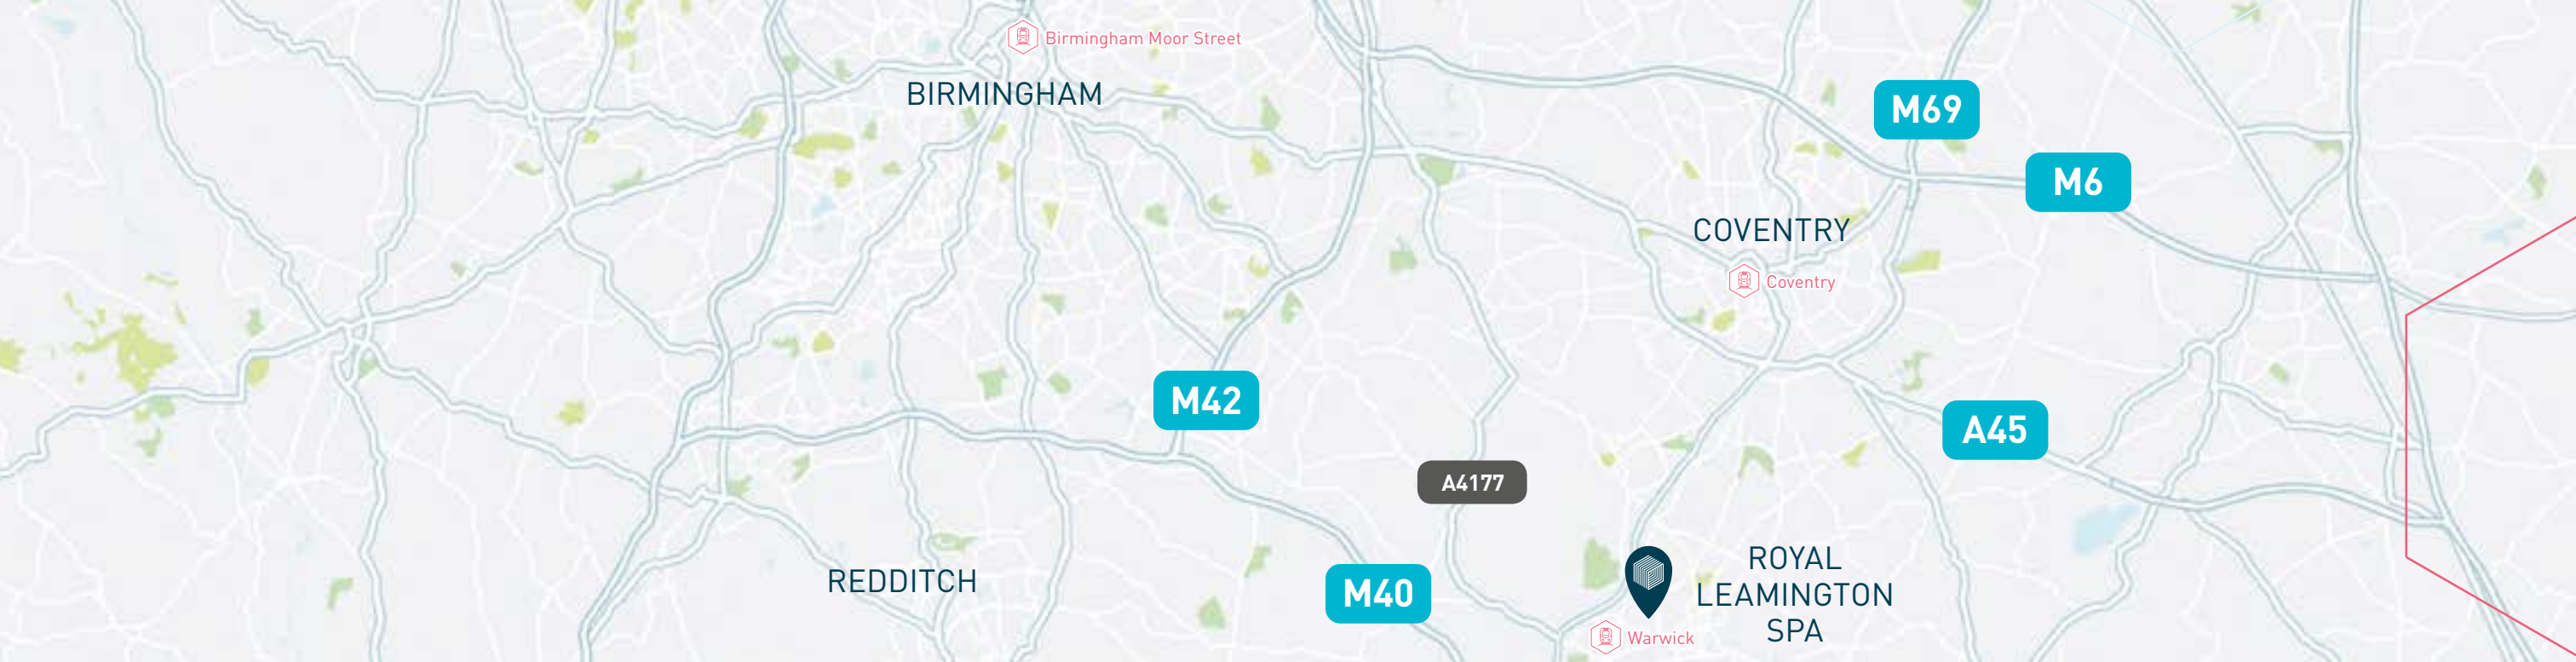 Birmingham Moor Street
BIRMINGHAM
M69
M6
COVENTRY
Coventry
M42
A45
A4177
REDDITCH
M40
ROYAL
LEAMINGTON
SPA
Warwick